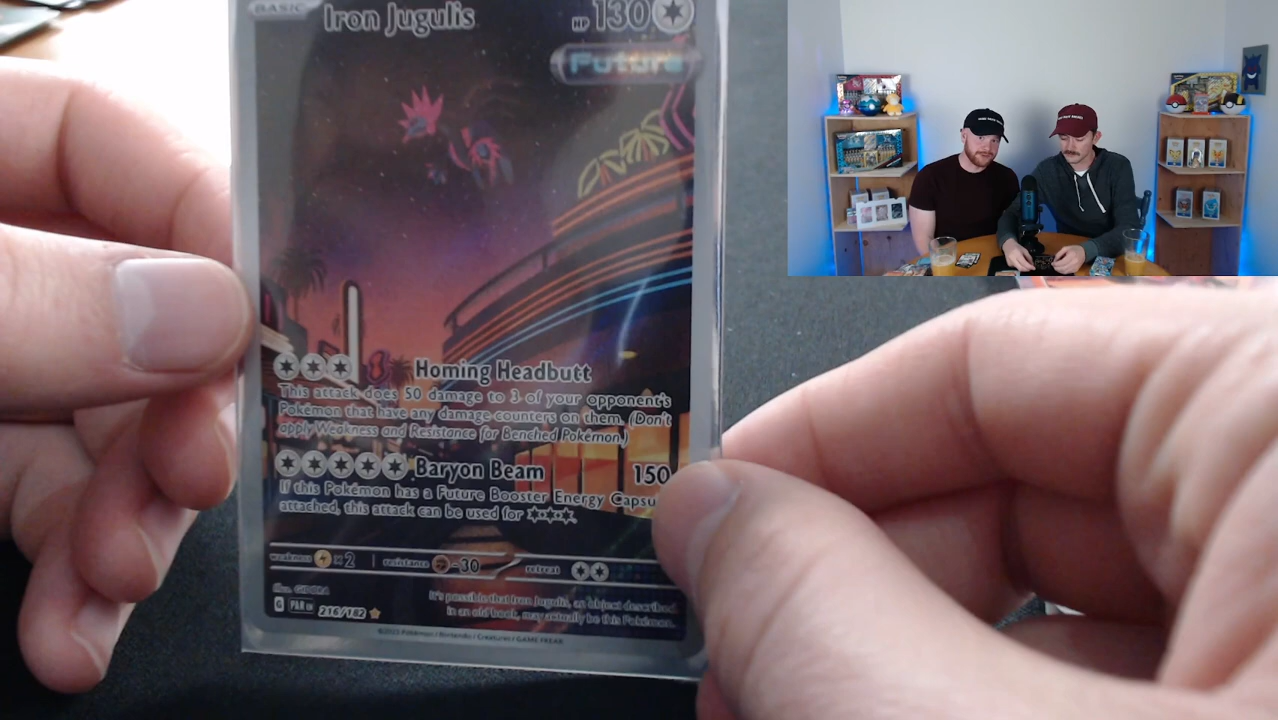 BASIC
Iron Jugulis
HP 130
Future
Homing Headbutt
This attack does 50 damage to 3 of your opponent's
Pokémon that have any damage counters on them. (Don't
apply Weakness and Resistance for Benched Pokémon.)
Baryon Beam 150
If this Pokémon has a Future Booster Energy Capsu
attached, this attack can be used for
weakness ×2 resistance -30 retreat
Illus. GIDORA
G PAR EN 216/182
It's possible that Iron Jugulis, an object described
in an old book, may actually be this Pokémon.
©2023 Pokémon / Nintendo / Creatures / GAME FREAK